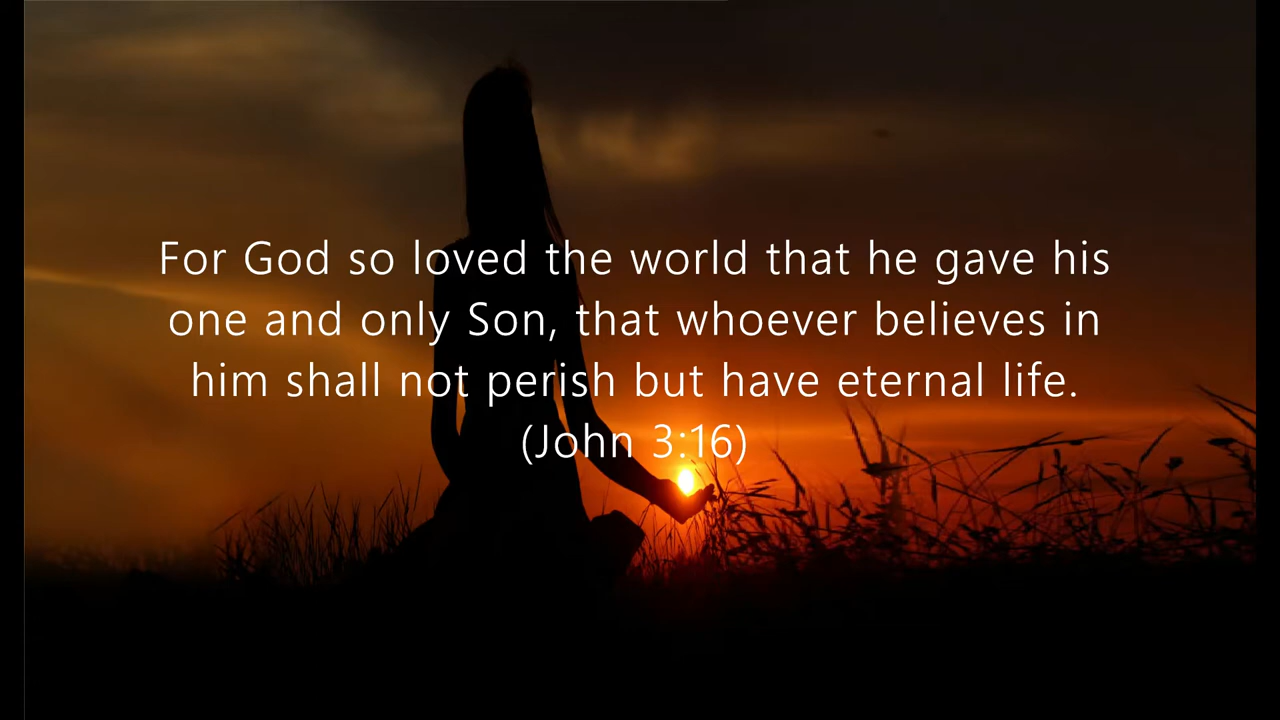 For God so loved the world that he gave his
one and only Son, that whoever believes in
him shall not perish but have eternal life.
(John 3:16)